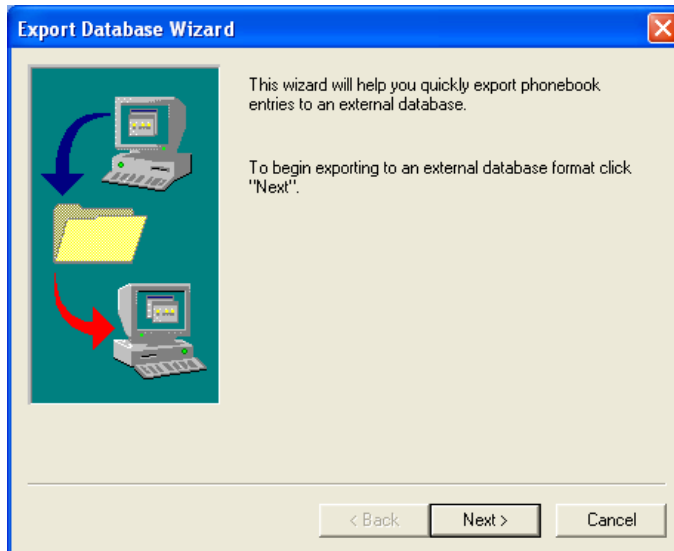 Export Database Wizard
This wizard will help you quickly export phonebook
entries to an external database.
To begin exporting to an external database format click
"Next".
< Back
Next >
Cancel